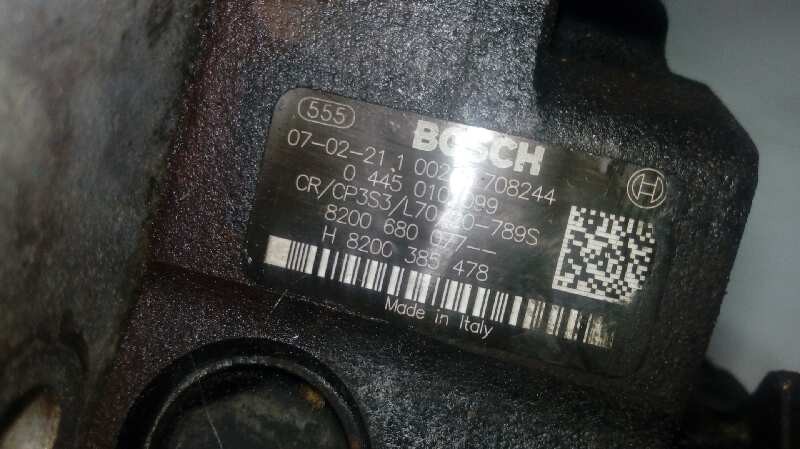 555
BOSCH
07-02-21 1 708244
0 445 010 099
CR/CP3S3/L70 0-789S
8200 680 077--
H 8200 385 478
Made in Italy